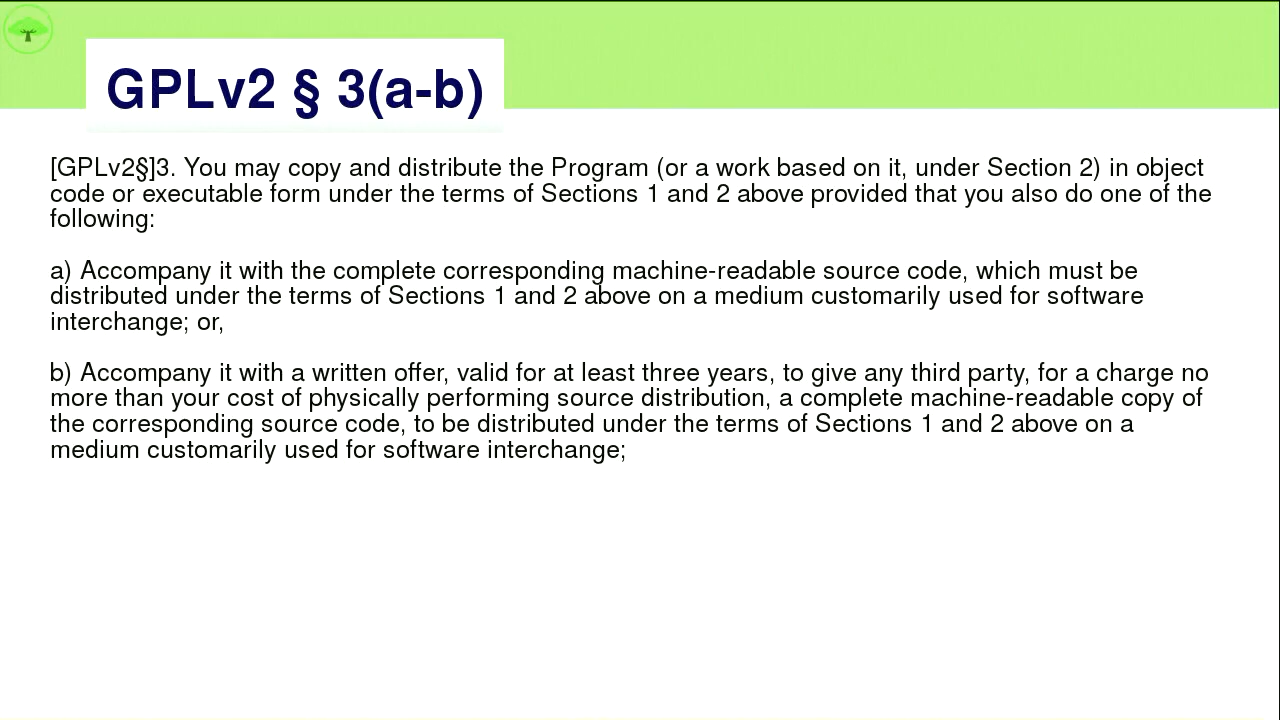 GPLv2 § 3(a-b)
[GPLv2§]3. You may copy and distribute the Program (or a work based on it, under Section 2) in object
code or executable form under the terms of Sections 1 and 2 above provided that you also do one of the
following:
a) Accompany it with the complete corresponding machine-readable source code, which must be
distributed under the terms of Sections 1 and 2 above on a medium customarily used for software
interchange; or,
b) Accompany it with a written offer, valid for at least three years, to give any third party, for a charge no
more than your cost of physically performing source distribution, a complete machine-readable copy of
the corresponding source code, to be distributed under the terms of Sections 1 and 2 above on a
medium customarily used for software interchange;